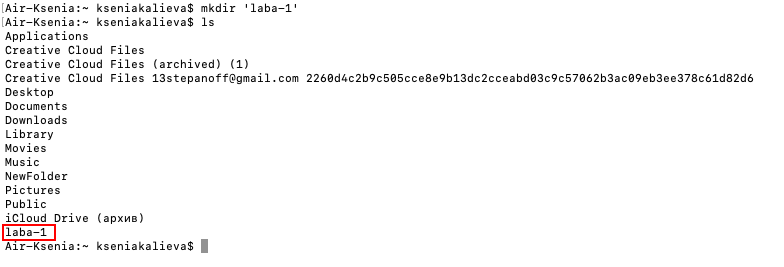 [Air-Ksenia:~ kseniakalieva$ mkdir 'laba-1'
[Air-Ksenia:~ kseniakalieva$ ls
Applications
Creative Cloud Files
Creative Cloud Files (archived) (1)
Creative Cloud Files 13stepanoff@gmail.com 2260d4c2b9c505cce8e9b13dc2cceabd03c9c57062b3ac09eb3ee378c61d82d6
Desktop
Documents
Downloads
Library
Movies
Music
NewFolder
Pictures
Public
iCloud Drive (архив)
laba-1
Air-Ksenia:~ kseniakalieva$